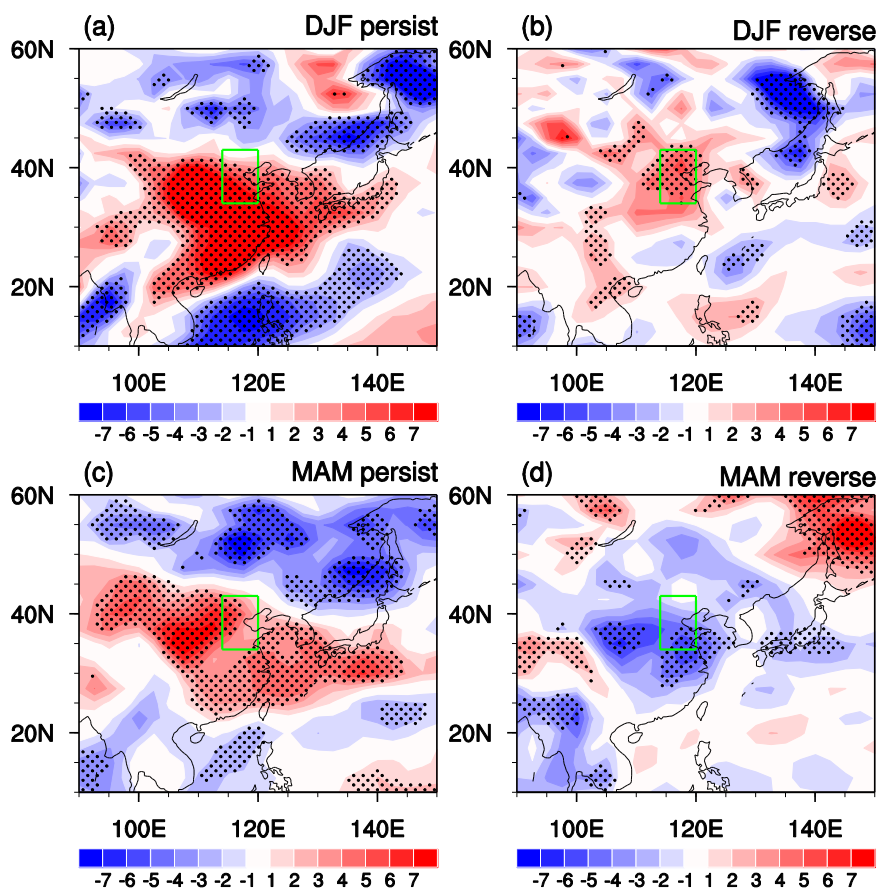 (a) DJF persist
(b) DJF reverse
60N
40N
20N
100E 120E 140E
-7 -6 -5 -4 -3 -2 -1 1 2 3 4 5 6 7
60N
40N
20N
100E 120E 140E
-7 -6 -5 -4 -3 -2 -1 1 2 3 4 5 6 7
(c) MAM persist
(d) MAM reverse
60N
40N
20N
100E 120E 140E
-7 -6 -5 -4 -3 -2 -1 1 2 3 4 5 6 7
60N
40N
20N
100E 120E 140E
-7 -6 -5 -4 -3 -2 -1 1 2 3 4 5 6 7